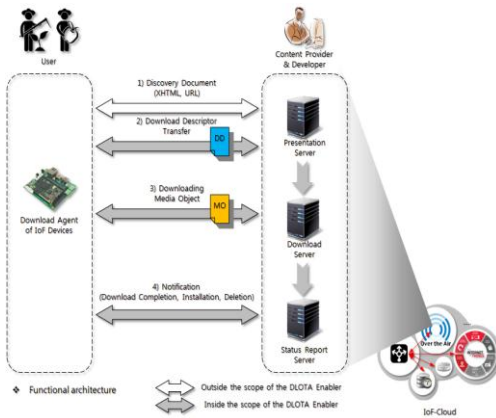 User
Content Provider
& Developer
1) Discovery Document
(XHTML, URL)
2) Download Descriptor
Transfer
DD
Presentation
Server
3) Downloading
Media Object
MO
Download Agent
of IoF Devices
Download
Server
4) Notification
(Download Completion, Installation, Deletion)
Status Report
Server
Over the Air
❖ Functional architecture
Outside the scope of the DLOTA Enabler
Inside the scope of the DLOTA Enabler
IoF-Cloud